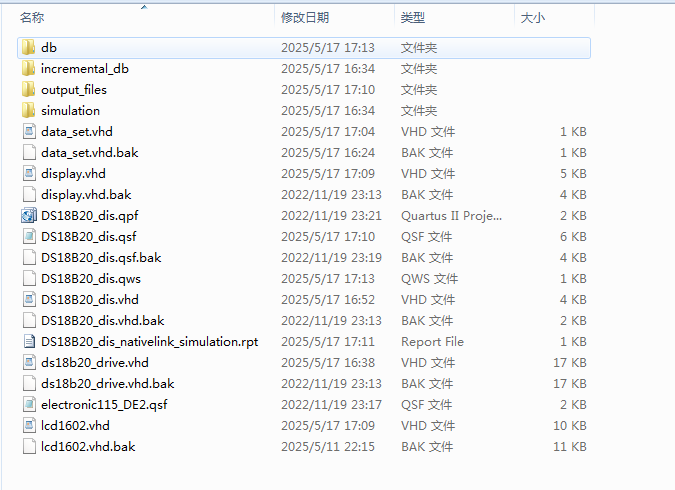 名称 修改日期 类型 大小
db 2025/5/17 17:13 文件夹
incremental_db 2025/5/17 16:34 文件夹
output_files 2025/5/17 17:10 文件夹
simulation 2025/5/17 16:34 文件夹
data_set.vhd 2025/5/17 17:04 VHD 文件 1 KB
data_set.vhd.bak 2025/5/17 16:24 BAK 文件 1 KB
display.vhd 2025/5/17 17:09 VHD 文件 5 KB
display.vhd.bak 2022/11/19 23:13 BAK 文件 4 KB
DS18B20_dis.qpf 2022/11/19 23:21 Quartus II Proje... 2 KB
DS18B20_dis.qsf 2025/5/17 17:10 QSF 文件 6 KB
DS18B20_dis.qsf.bak 2022/11/19 23:19 BAK 文件 4 KB
DS18B20_dis.qws 2025/5/17 17:13 QWS 文件 1 KB
DS18B20_dis.vhd 2025/5/17 16:52 VHD 文件 4 KB
DS18B20_dis.vhd.bak 2022/11/19 23:13 BAK 文件 2 KB
DS18B20_dis_nativelink_simulation.rpt 2025/5/17 17:11 Report File 4 KB
ds18b20_drive.vhd 2025/5/17 16:38 VHD 文件 17 KB
ds18b20_drive.vhd.bak 2022/11/19 23:13 BAK 文件 17 KB
electronic115_DE2.qsf 2022/11/19 23:17 QSF 文件 2 KB
lcd1602.vhd 2025/5/17 17:09 VHD 文件 10 KB
lcd1602.vhd.bak 2025/5/11 22:15 BAK 文件 11 KB